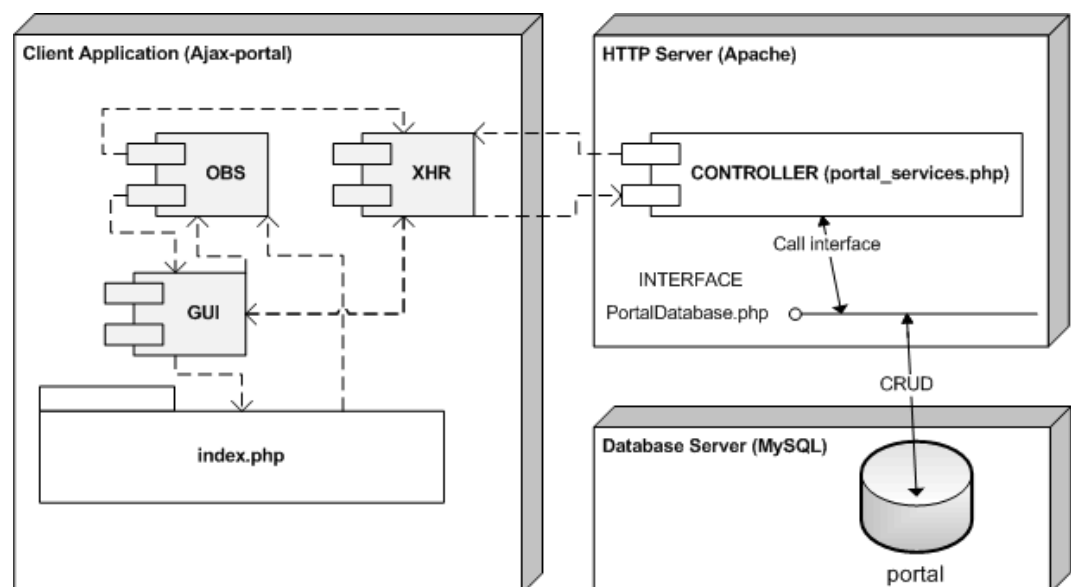 Client Application (Ajax-portal)
OBS
XHR
GUI
index.php
HTTP Server (Apache)
CONTROLLER (portal_services.php)
Call interface
INTERFACE
PortalDatabase.php
CRUD
Database Server (MySQL)
portal